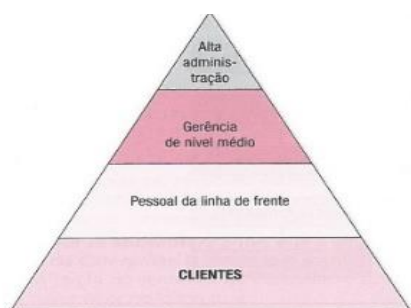 Alta
adminis-
tração
Gerência
de nível médio
Pessoal da linha de frente
CLIENTES